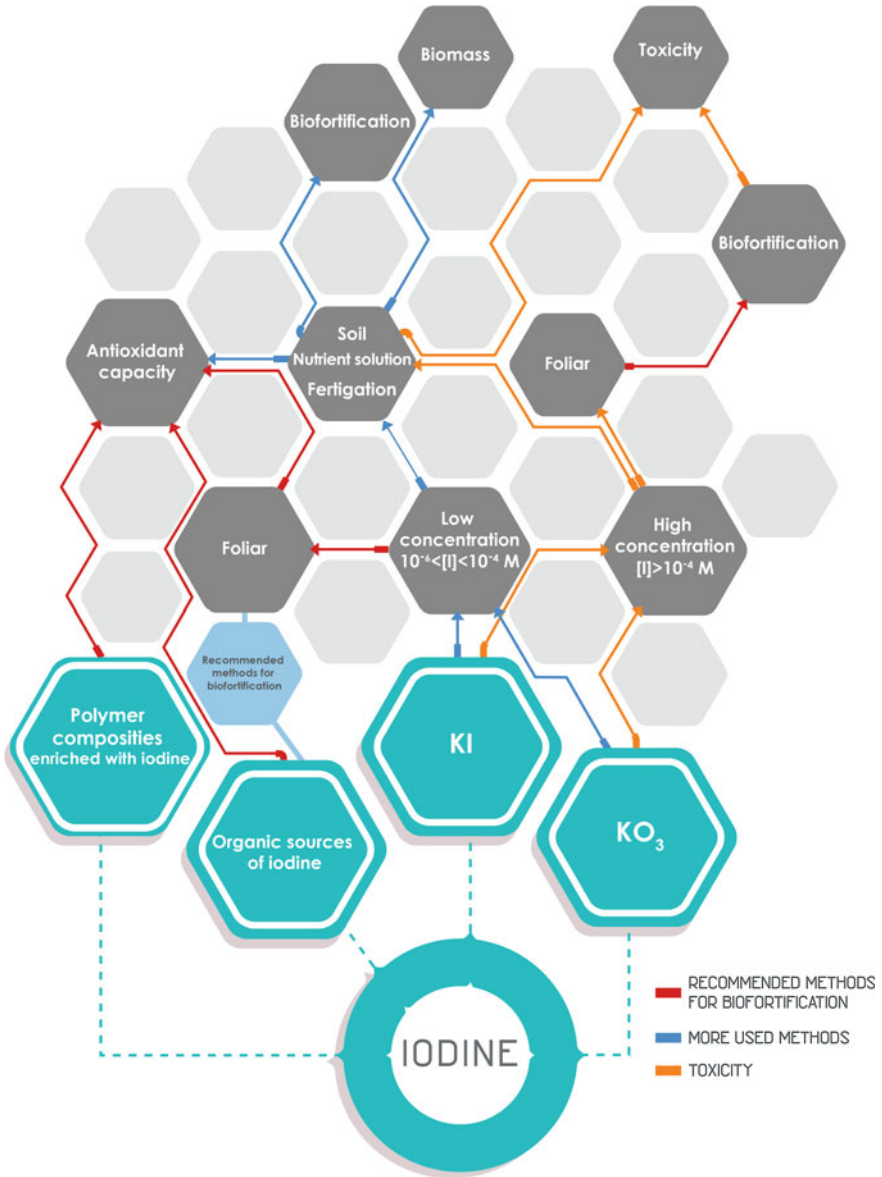 Biomass
Toxicity
Biofortification
Biofortification
Antioxidant
capacity
Soil
Nutrient solution
Fertigation
Foliar
Foliar
Low
concentration
10⁻⁶<[I]<10⁻⁴ M
High
concentration
[I]>10⁻⁴ M
Recommended
methods for
biofortification
Polymer
composities
enriched with iodine
KI
Organic sources
of iodine
KO₃
IODINE
RECOMMENDED METHODS
FOR BIOFORTIFICATION
MORE USED METHODS
TOXICITY